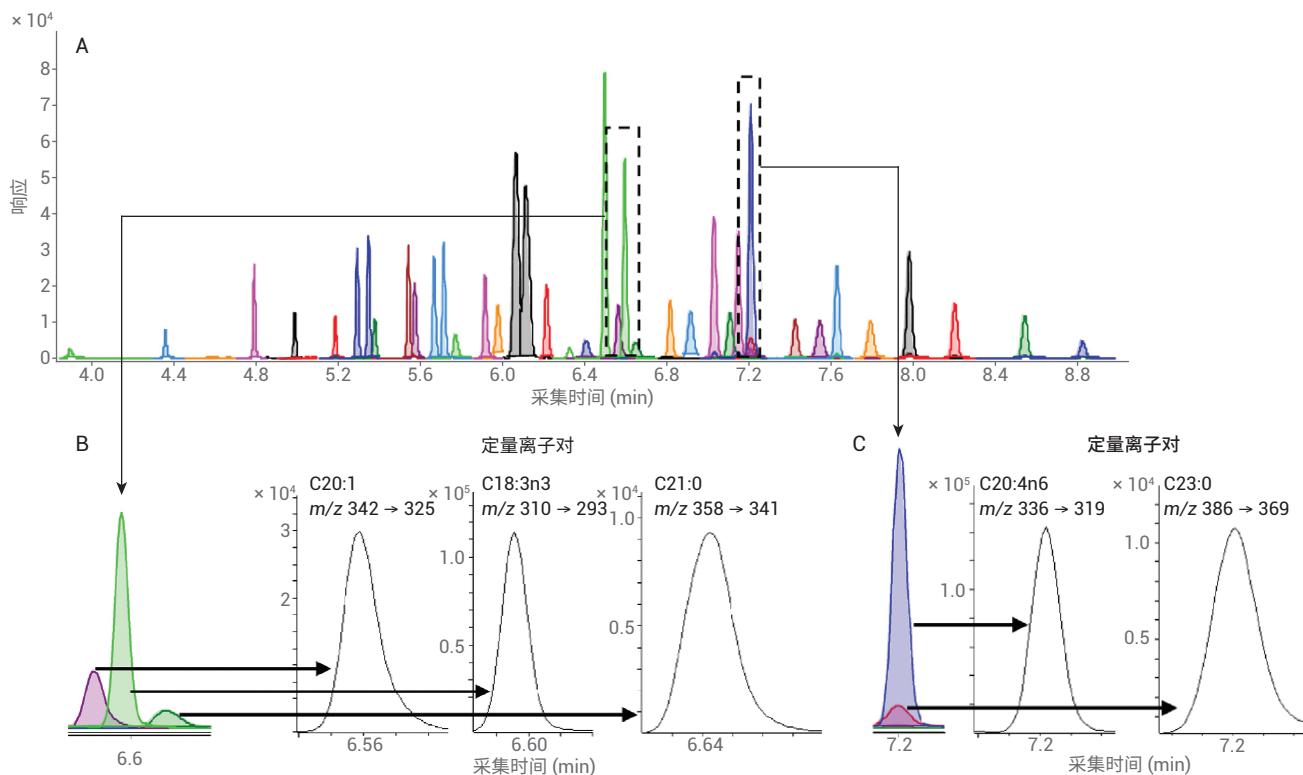 × 10⁴
A
8
7
6
5
4
3
2
1
0
响应
4.0 4.4 4.8 5.2 5.6 6.0 6.4 6.8 7.2 7.6 8.0 8.4 8.8
采集时间 (min)
B
定量离子对
× 10⁴
C20:1
m/z 342 → 325
3
2
6.56
× 10⁵
C18:3n3
m/z 310 → 293
1.0
0.5
6.60
× 10⁴
C21:0
m/z 358 → 341
1.0
0.5
6.64
6.6
采集时间 (min)
C
定量离子对
× 10⁵
C20:4n6
m/z 336 → 319
1.0
7.2
× 10⁴
C23:0
m/z 386 → 369
1.0
0.5
7.2
7.2
采集时间 (min)